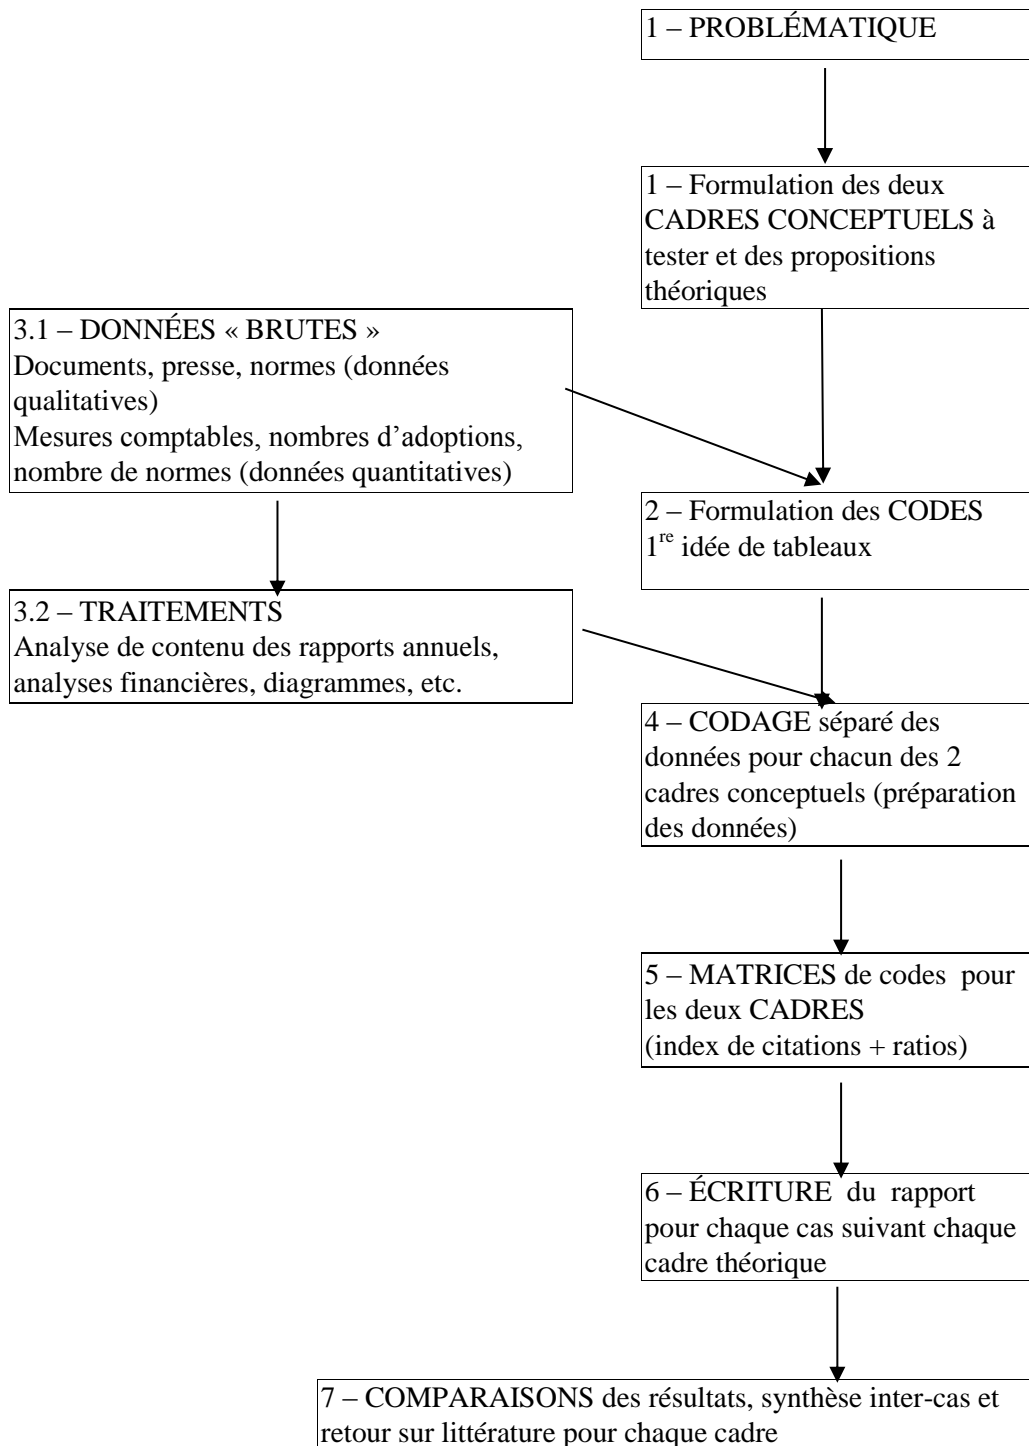 1 – PROBLÉMATIQUE
1 – Formulation des deux
CADRES CONCEPTUELS à
tester et des propositions
théoriques
3.1 – DONNÉES « BRUTES »
Documents, presse, normes (données
qualitatives)
Mesures comptables, nombres d’adoptions,
nombre de normes (données quantitatives)
2 – Formulation des CODES
1re idée de tableaux
3.2 – TRAITEMENTS
Analyse de contenu des rapports annuels,
analyses financières, diagrammes, etc.
4 – CODAGE séparé des
données pour chacun des 2
cadres conceptuels (préparation
des données)
5 – MATRICES de codes pour
les deux CADRES
(index de citations + ratios)
6 – ÉCRITURE du rapport
pour chaque cas suivant chaque
cadre théorique
7 – COMPARAISONS des résultats, synthèse inter-cas et
retour sur littérature pour chaque cadre